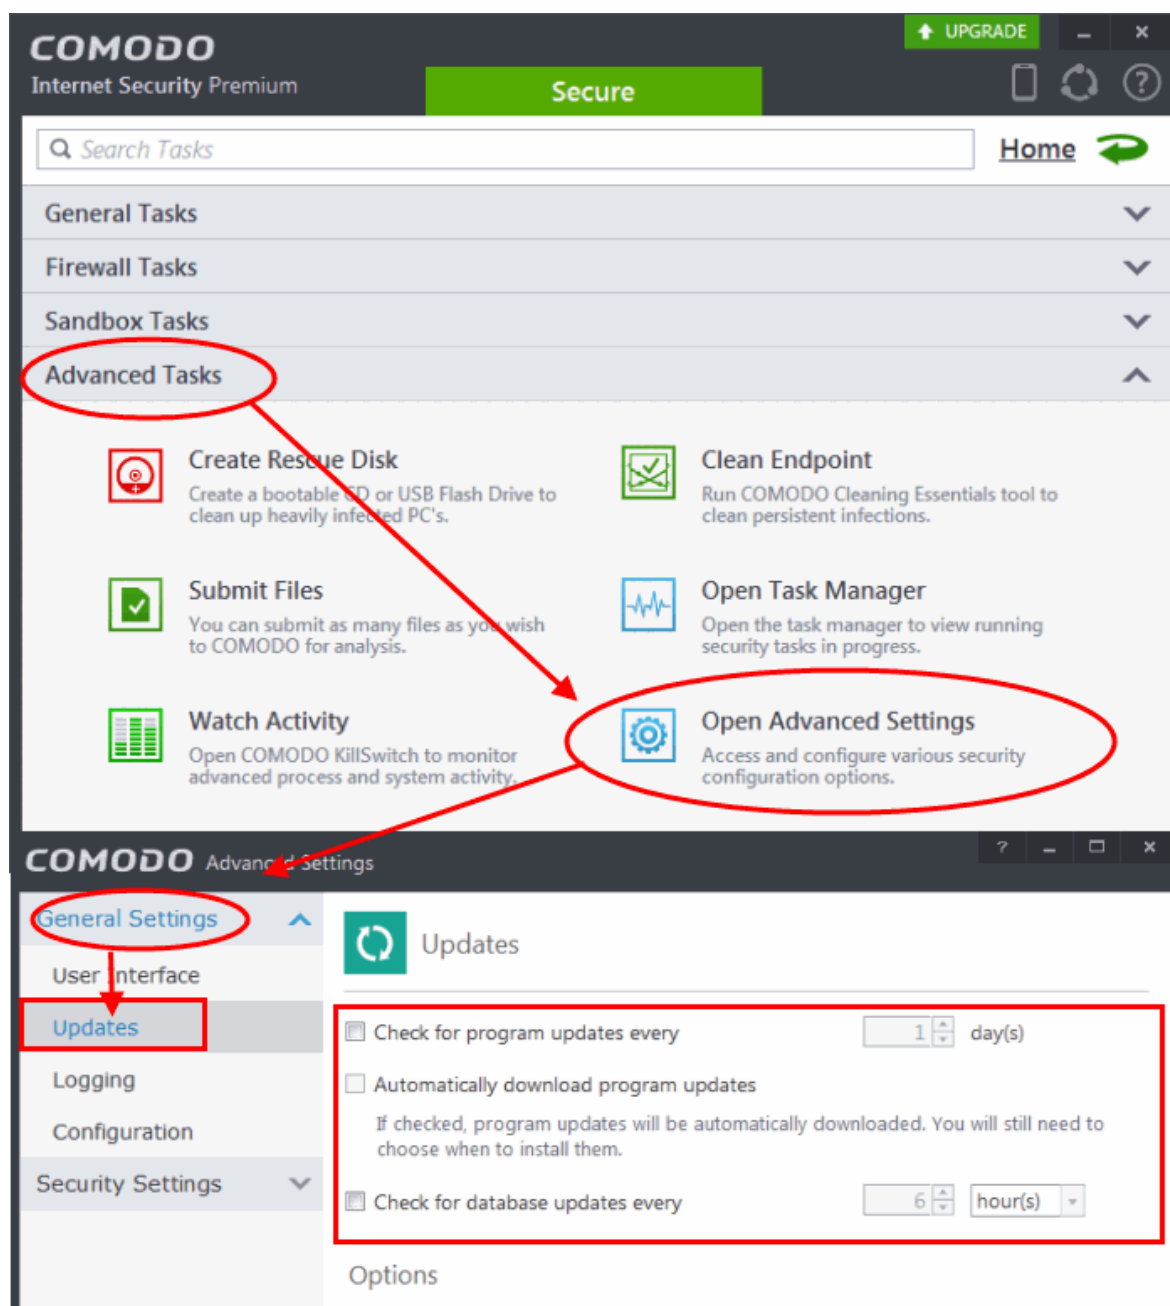 COMODO
Internet Security Premium
UPGRADE
Secure
Search Tasks
Home
General Tasks
Firewall Tasks
Sandbox Tasks
Advanced Tasks
Create Rescue Disk
Create a bootable CD or USB Flash Drive to
clean up heavily infected PC's.
Clean Endpoint
Run COMODO Cleaning Essentials tool to
clean persistent infections.
Submit Files
You can submit as many files as you wish
to COMODO for analysis.
Open Task Manager
Open the task manager to view running
security tasks in progress.
Watch Activity
Open COMODO KillSwitch to monitor
advanced process and system activity.
Open Advanced Settings
Access and configure various security
configuration options.
COMODO Advanced Settings
General Settings
User Interface
Updates
Logging
Configuration
Security Settings
Updates
Check for program updates every 1 day(s)
Automatically download program updates
If checked, program updates will be automatically downloaded. You will still need to
choose when to install them.
Check for database updates every 6 hour(s)
Options